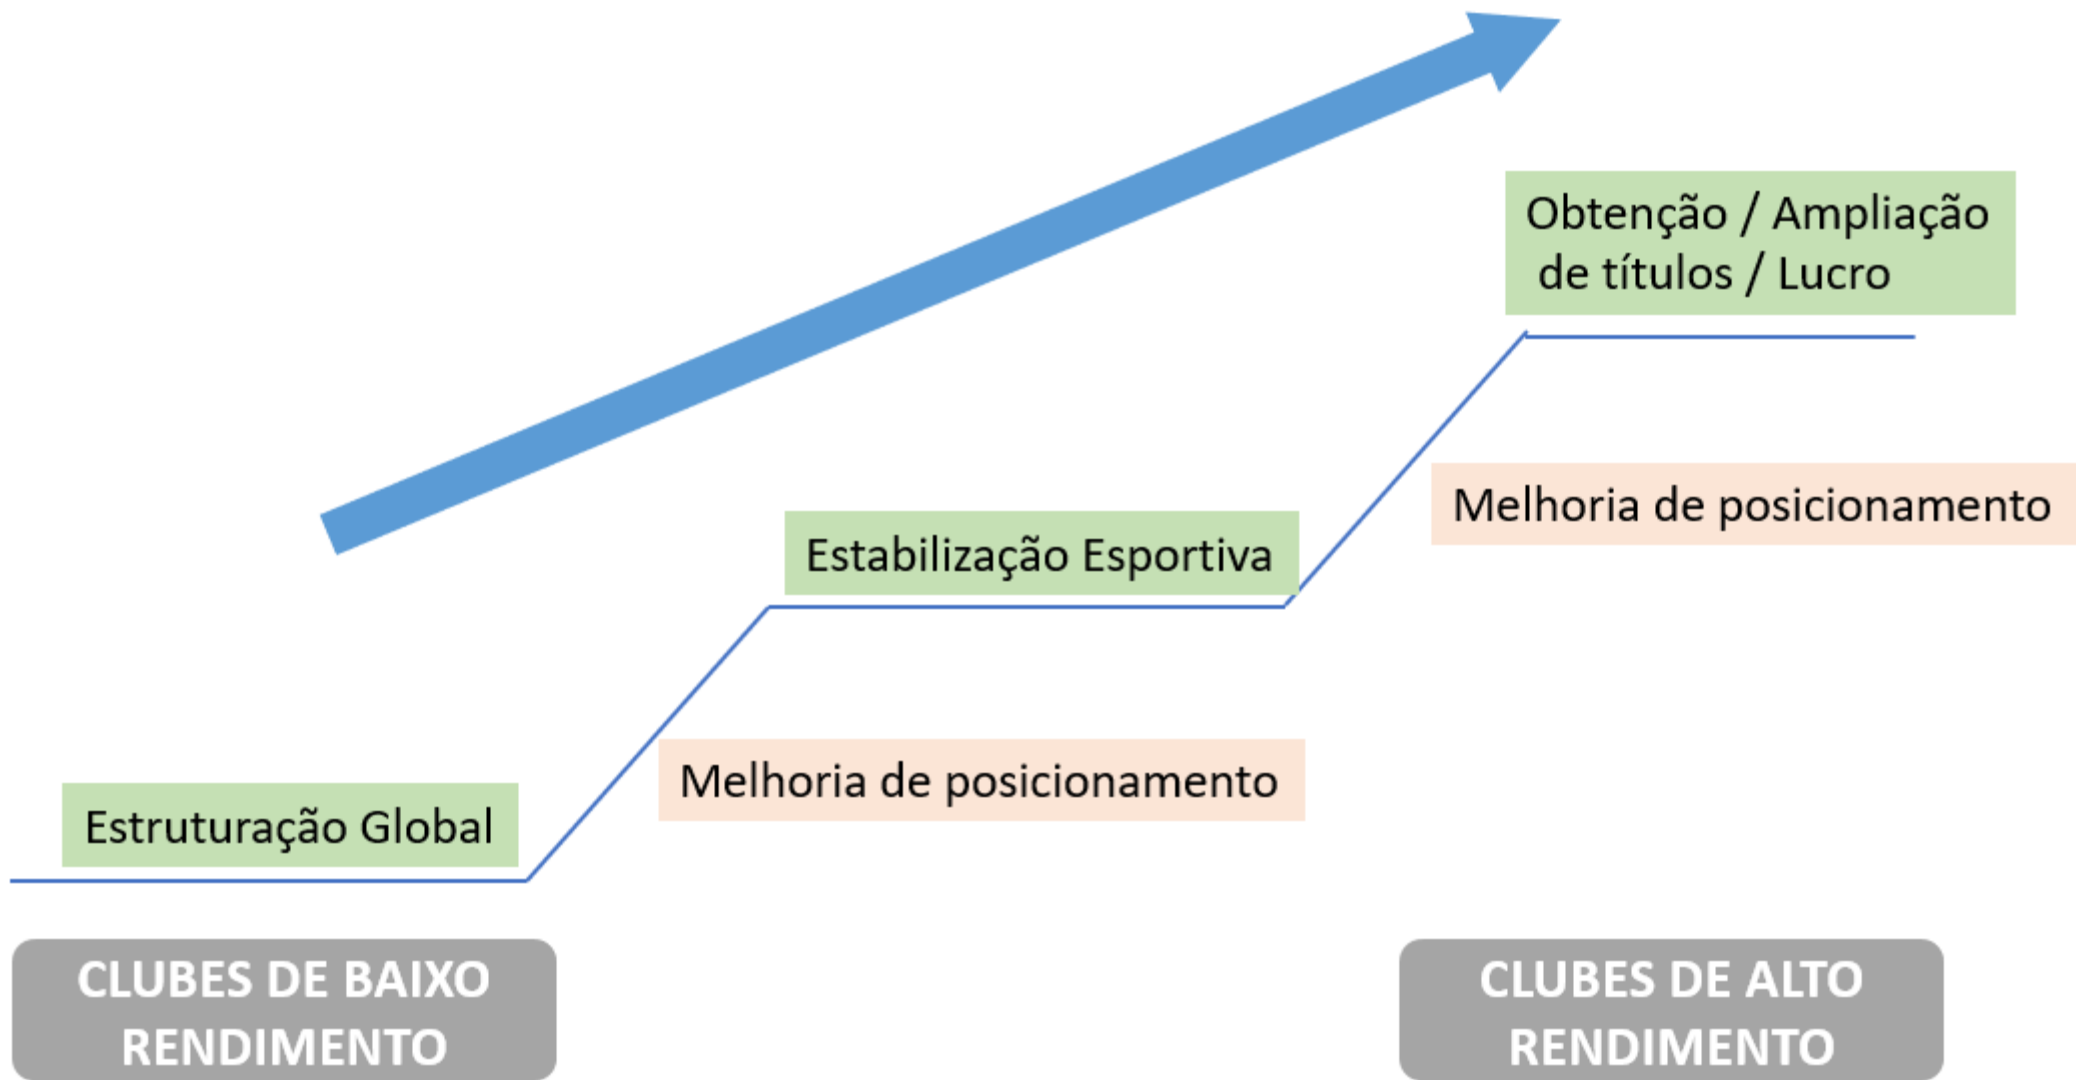 Obtenção / Ampliação
de títulos / Lucro
Melhoria de posicionamento
Estabilização Esportiva
Melhoria de posicionamento
Estruturação Global
CLUBES DE BAIXO
RENDIMENTO
CLUBES DE ALTO
RENDIMENTO